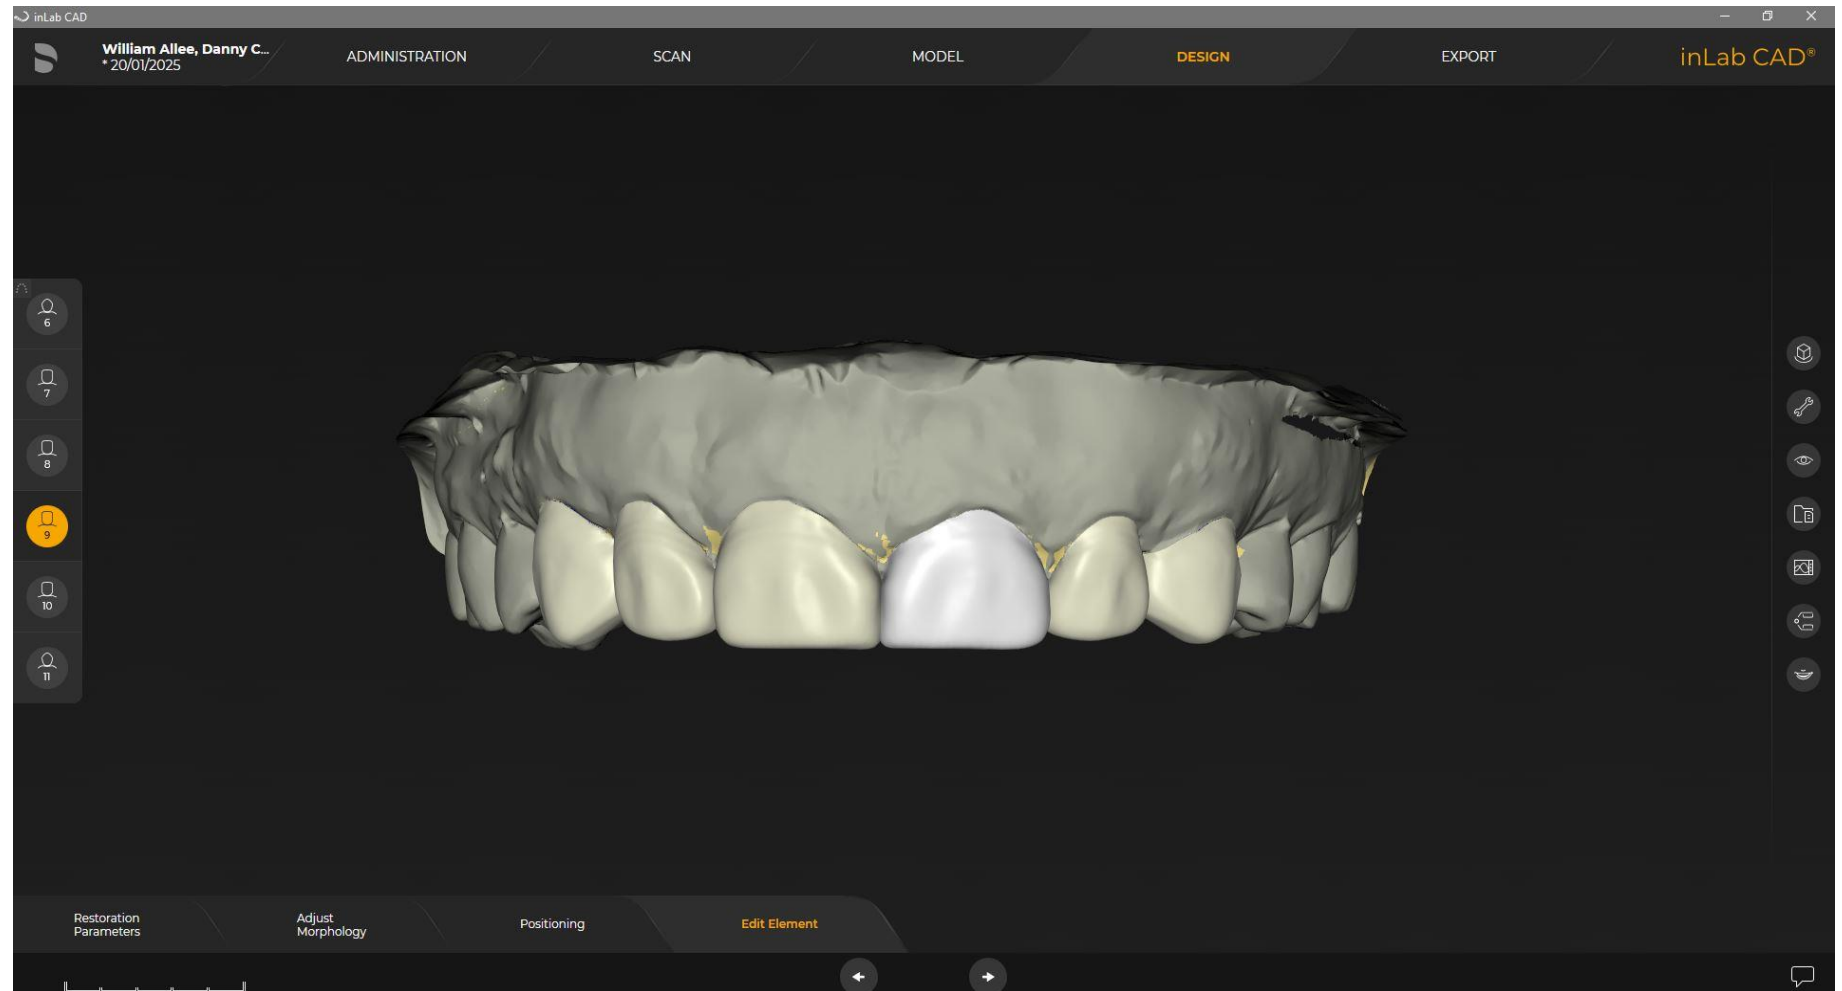 inLab CAD
William Allee, Danny C...
* 20/01/2025
ADMINISTRATION
SCAN
MODEL
DESIGN
EXPORT
inLab CAD®
6
7
8
9
10
11
Restoration
Parameters
Adjust
Morphology
Positioning
Edit Element